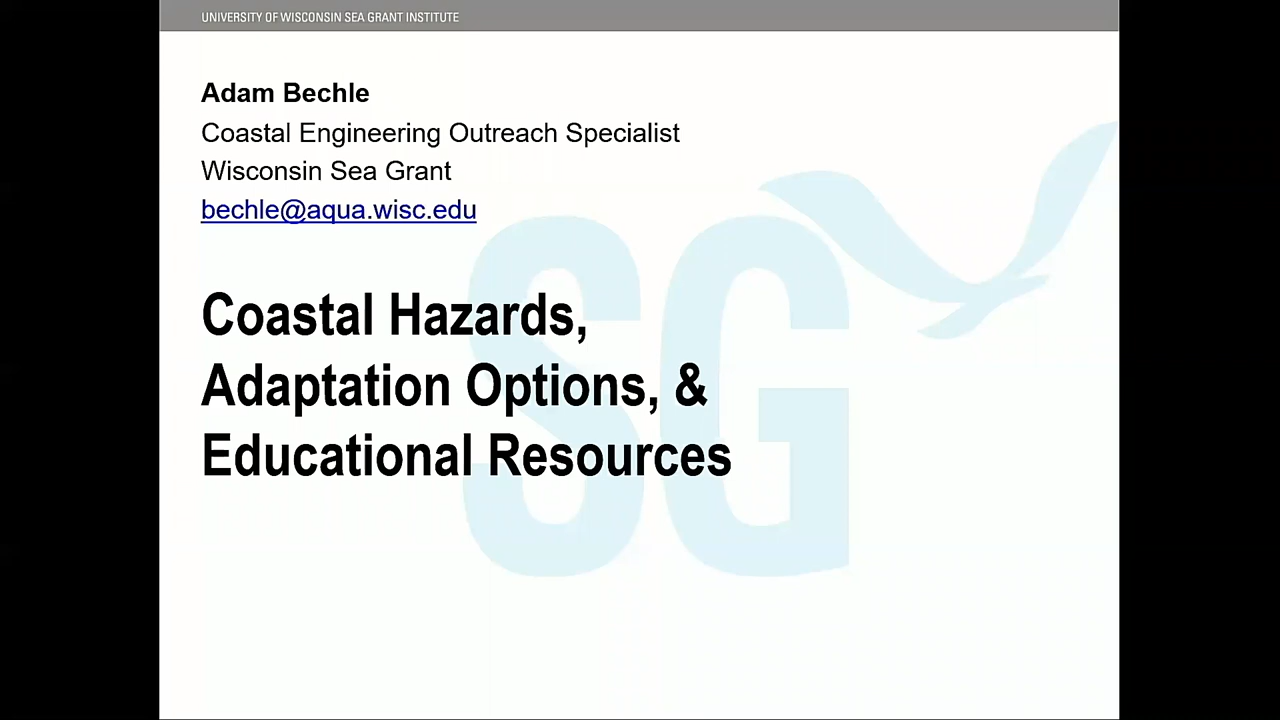 UNIVERSITY OF WISCONSIN SEA GRANT INSTITUTE
Adam Bechle
Coastal Engineering Outreach Specialist
Wisconsin Sea Grant
bechle@aqua.wisc.edu
SG
Coastal Hazards,
Adaptation Options, &
Educational Resources